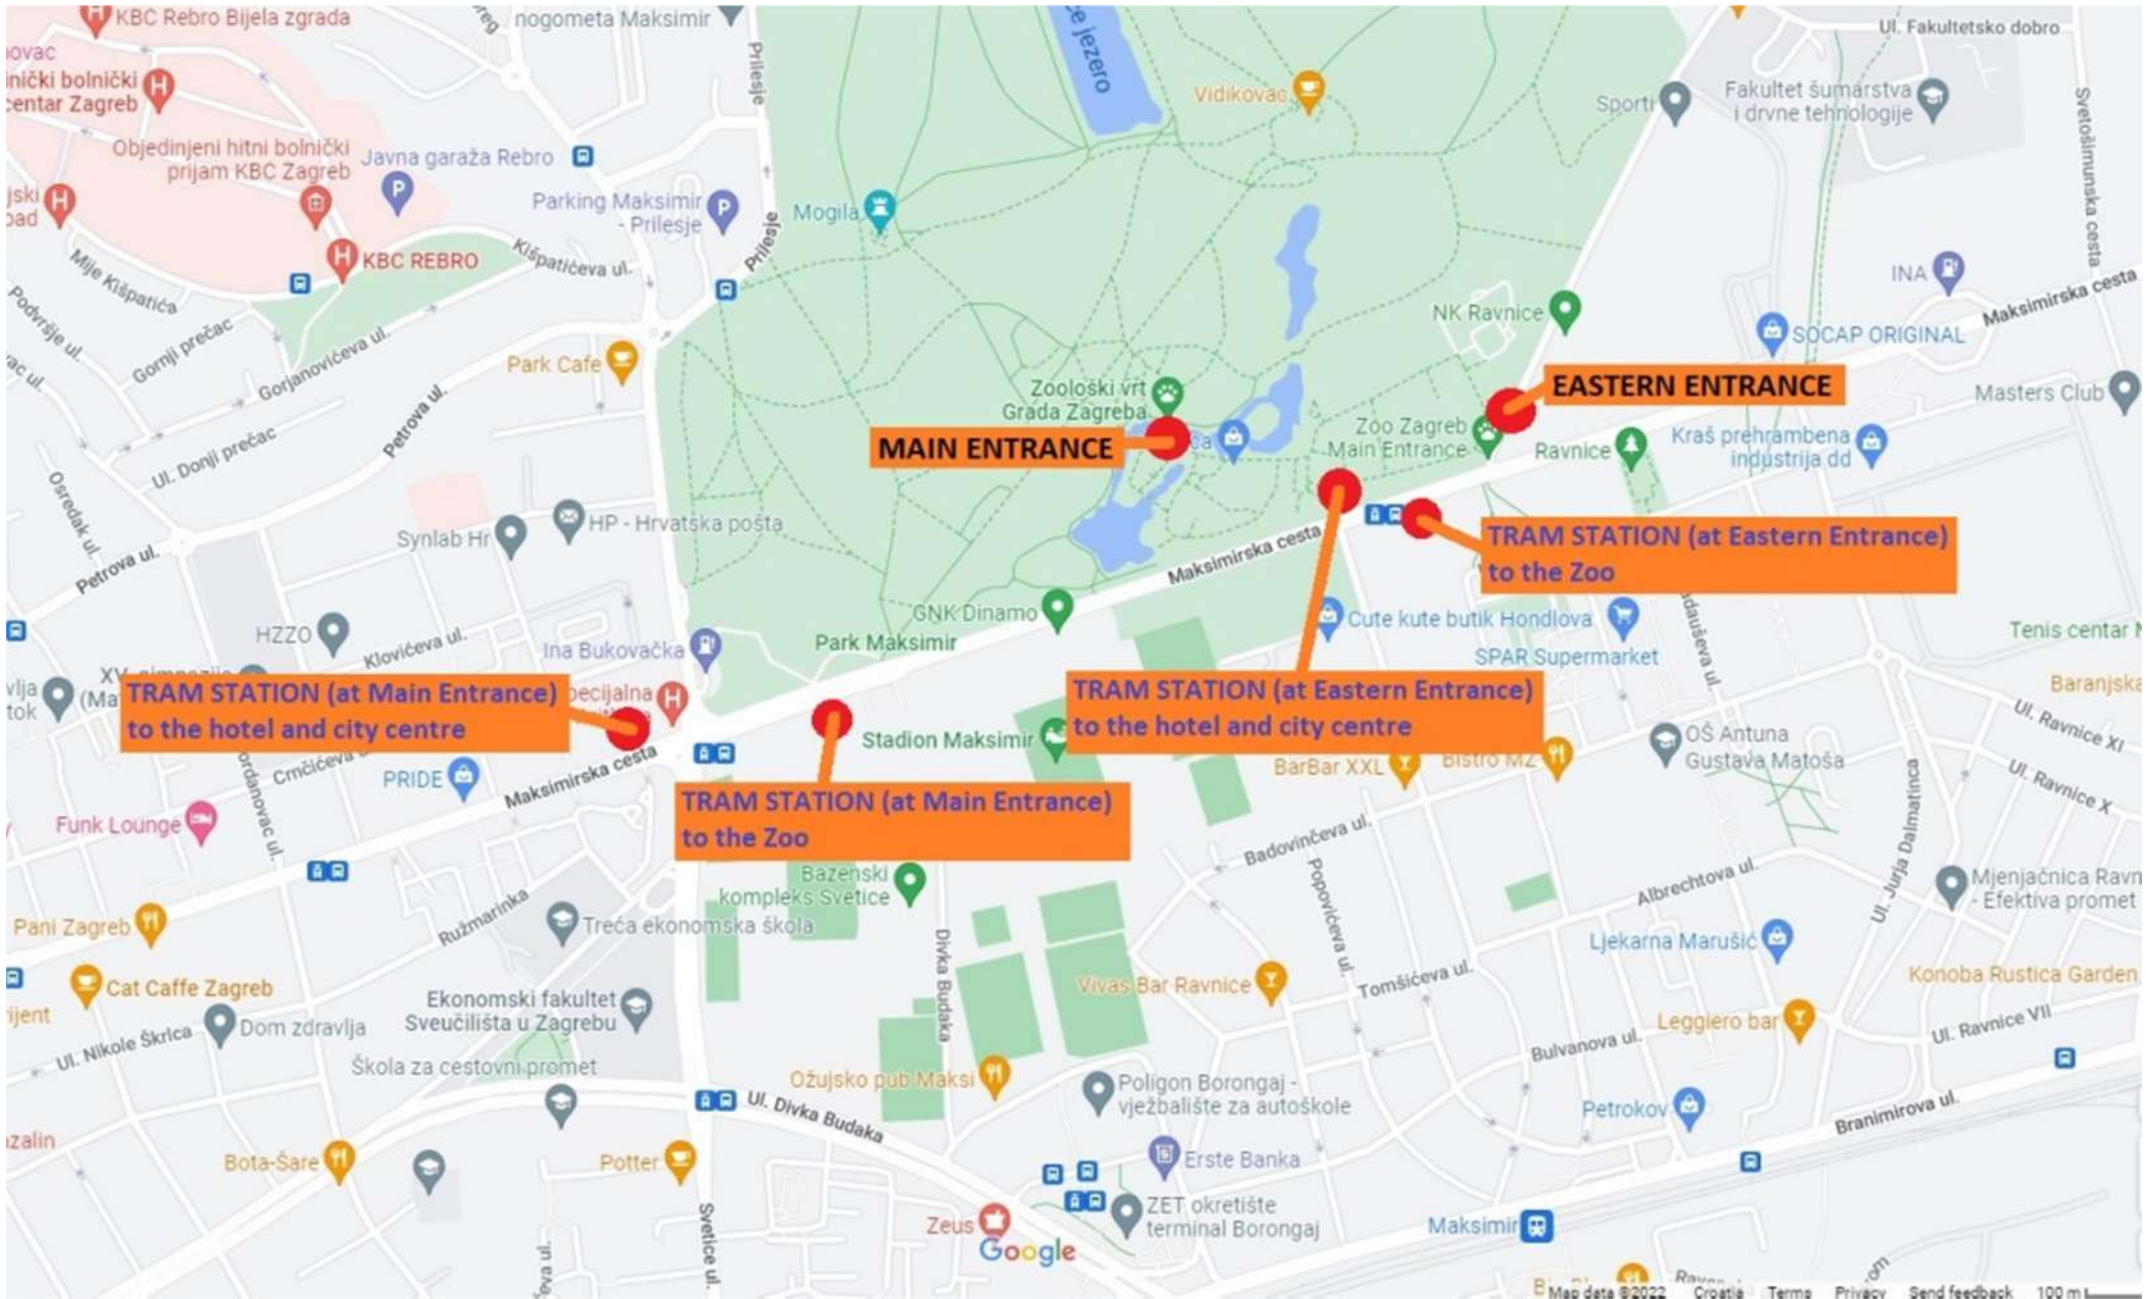 KBC Rebro Bijela zgrada
nogometa Maksimir
Ul. Fakultetsko dobro
Prilesje
jezero
Vidikovac
Sporti
Fakultet šumarstva
i drvne tehnologije
Svetošimunska cesta
bolnički
centar Zagreb
Objedinjeni hitni bolnički
prijam KBC Zagreb
Javna garaža Rebro
Parking Maksimir
- Prilesje
Mogila
Prilesje
KBC REBRO
Kišpatićeva ul.
Mije Kišpatića
INA
Maksimirska cesta
Podvršje ul.
Gornji prečac
Gorjanovićeva ul.
NK Ravnice
SOCAP ORIGINAL
Park Cafe
Zoološki vrt
Grada Zagreba
EASTERN ENTRANCE
Masters Club
Petrova ul.
Ul. Donji prečac
MAIN ENTRANCE
Zoo Zagreb
Main Entrance
Ravnice
Kraš prehrambena
industrija dd
Osredak ul.
HP - Hrvatska pošta
Synlab Hr
Petrova ul.
Maksimirska cesta
TRAM STATION (at Eastern Entrance)
to the Zoo
GNK Dinamo
Park Maksimir
Cute kute butik Hondlova
SPAR Supermarket
HZZO
Klovićeva ul.
Ina Bukovačka
Tenis centar
TRAM STATION (at Main Entrance)
to the hotel and city centre
TRAM STATION (at Eastern Entrance)
to the hotel and city centre
Baranjska
Ul. Ravnice XI
Stadion Maksimir
OŠ Antuna
Gustava Matoša
Crnčićeva
PRIDE
Maksimirska cesta
BarBar XXL
Bistro MZ
Ul. Ravnice X
TRAM STATION (at Main Entrance)
to the Zoo
Funk Lounge
Badovinčeva ul.
Popovićeva ul.
Ul. Jurja Dalmatinca
Bazenski
kompleks Svetice
Albrechtova ul.
Mjenjačnica Ravn
- Efektiva promet
Pani Zagreb
Ružmarinka
Treća ekonomska škola
Divka Budaka
Ljekarna Marušić
Cat Caffe Zagreb
Vivas Bar Ravnice
Tomšićeva ul.
Konoba Rustica Garden
Ekonomski fakultet
Sveučilišta u Zagrebu
Dom zdravlja
Ul. Nikole Škrlca
Leggiero bar
Ul. Ravnice VII
Bulvanova ul.
Škola za cestovni promet
Ožujsko pub Maksi
Poligon Borongaj -
vježbalište za autoškole
Ul. Divka Budaka
Petrokov
Branimirova ul.
Bota-Šare
Potter
Erste Banka
Svetice ul.
ZET okretište
terminal Borongaj
Zeus
Maksimir
Google
Map data ©2022 Croatia Terms Privacy Send feedback 100 m